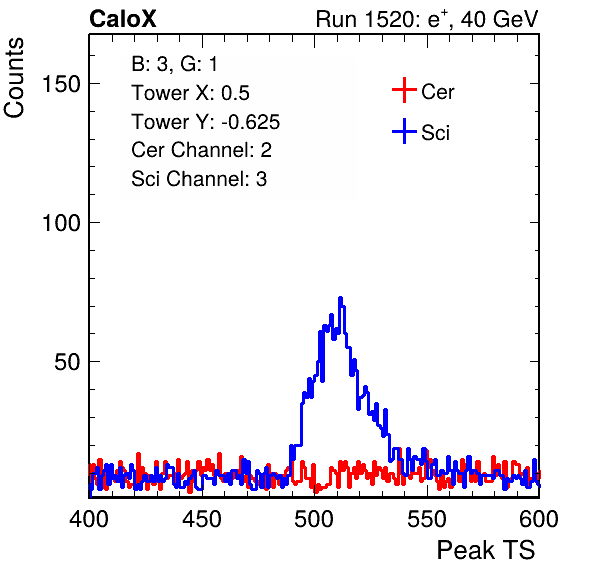 CaloX Run 1520: e⁺, 40 GeV
Counts
B: 3, G: 1
Tower X: 0.5
Tower Y: -0.625
Cer Channel: 2
Sci Channel: 3
Cer
Sci
150
100
50
400 450 500 550 600
Peak TS